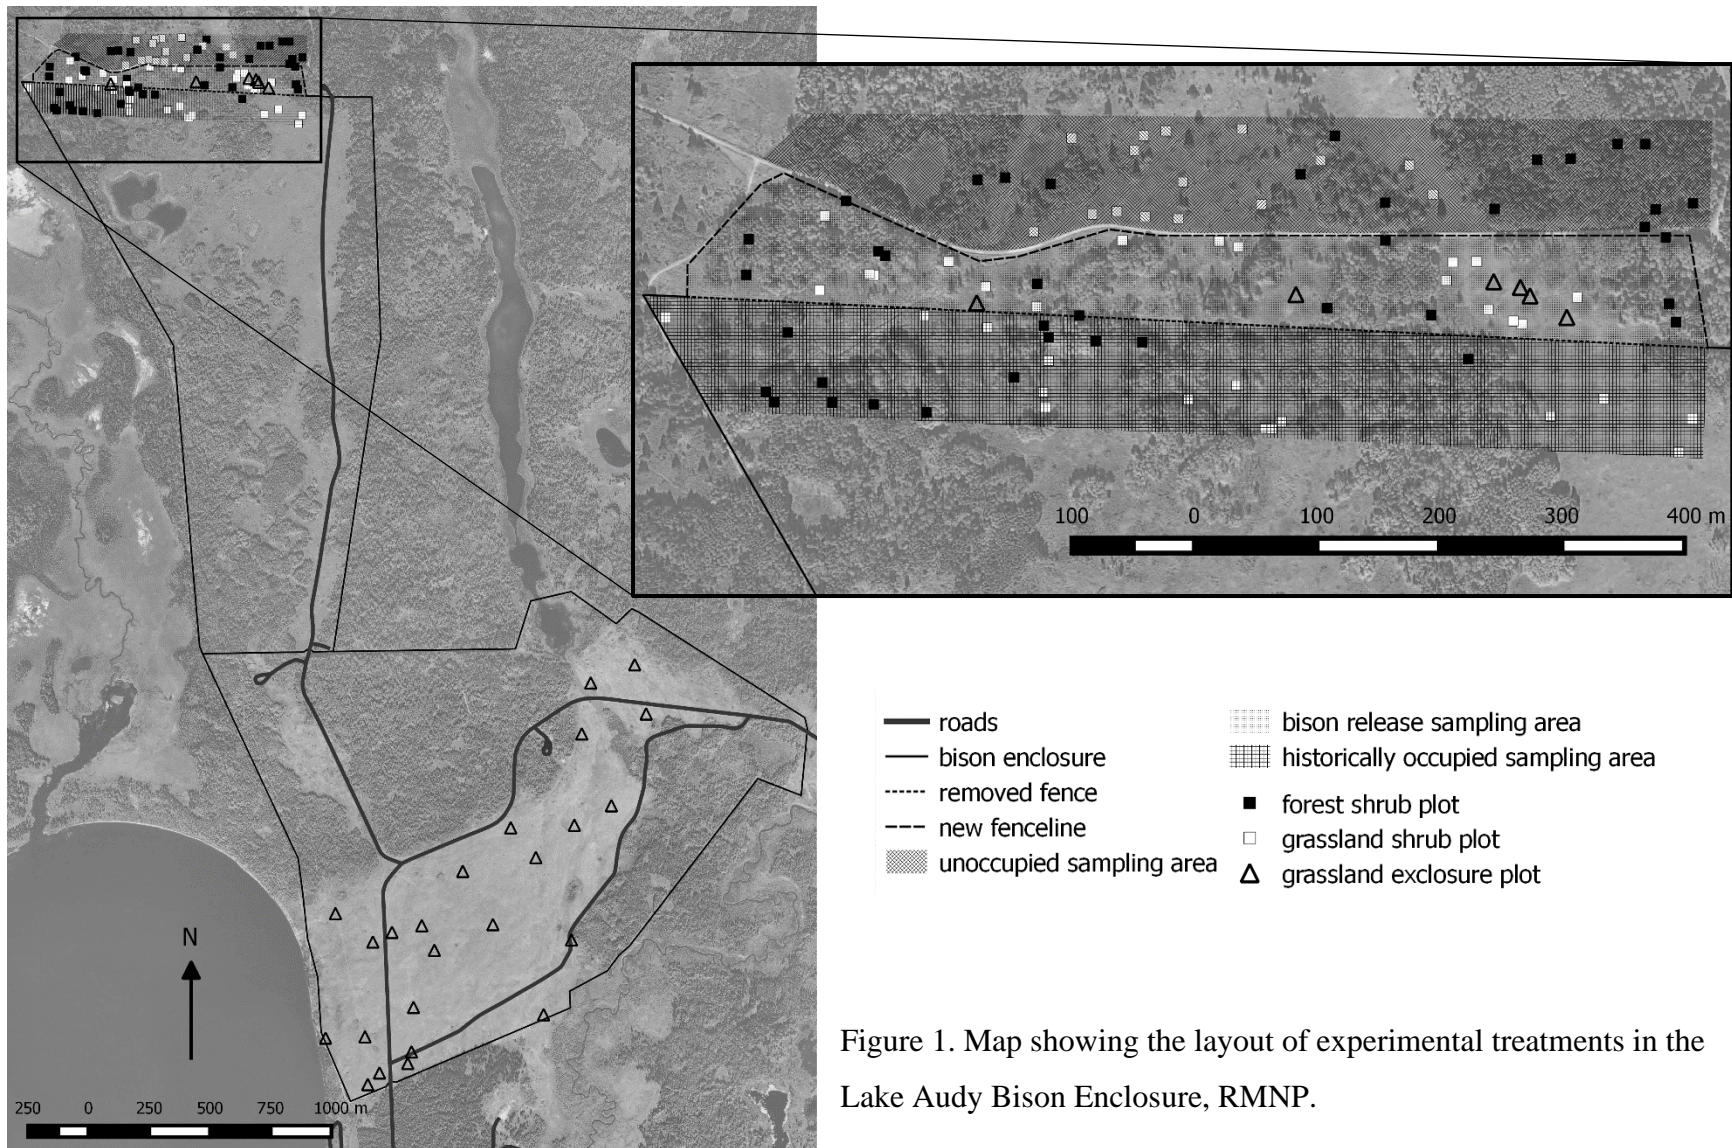 100 0 100 200 300 400 m
roads
bison enclosure
removed fence
new fenceline
unoccupied sampling area
bison release sampling area
historically occupied sampling area
forest shrub plot
grassland shrub plot
grassland exclosure plot
N
250 0 250 500 750 1000 m
Figure 1. Map showing the layout of experimental treatments in the
Lake Audy Bison Enclosure, RMNP.